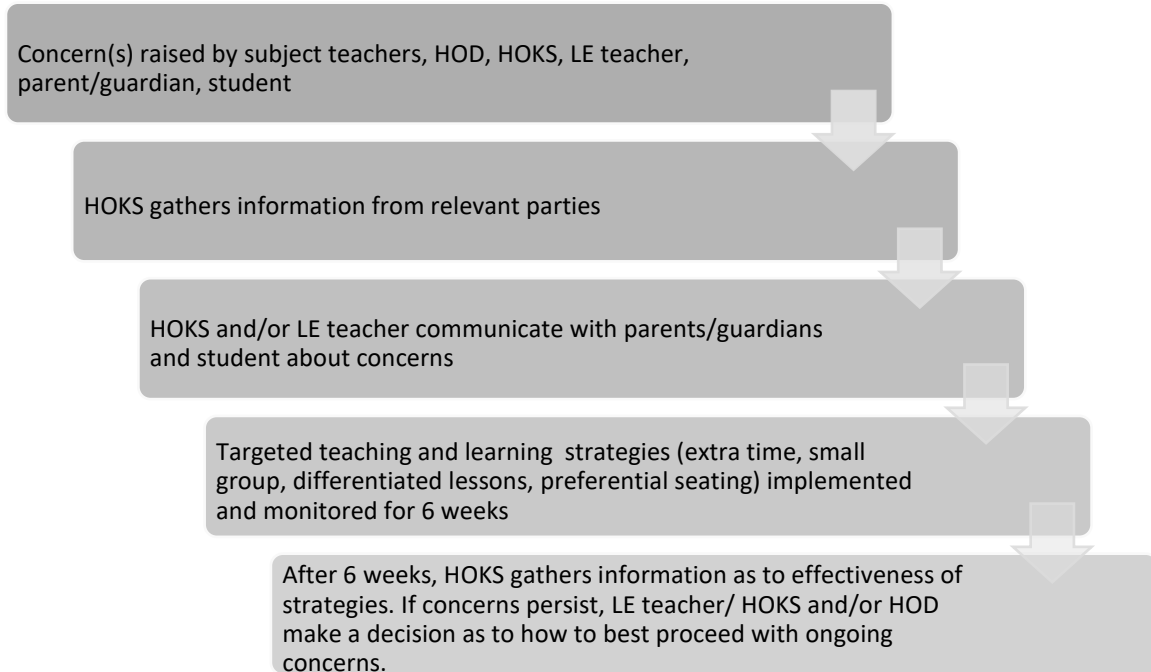 Concern(s) raised by subject teachers, HOD, HOKS, LE teacher,
parent/guardian, student
HOKS gathers information from relevant parties
HOKS and/or LE teacher communicate with parents/guardians
and student about concerns
Targeted teaching and learning  strategies (extra time, small
group, differentiated lessons, preferential seating) implemented
and monitored for 6 weeks
After 6 weeks, HOKS gathers information as to effectiveness of
strategies. If concerns persist, LE teacher/ HOKS and/or HOD
make a decision as to how to best proceed with ongoing
concerns.